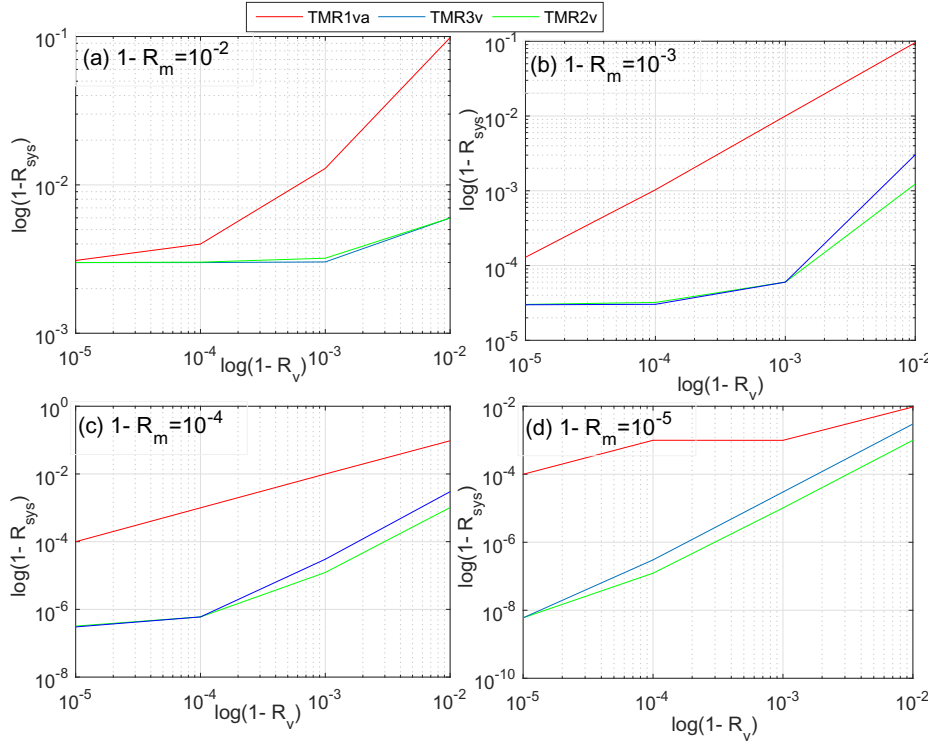 TMR1va TMR3v TMR2v
(a) 1- R_m=10^-2
log(1-R_sys)
10^-1
10^-2
10^-3
10^-5 10^-4 10^-3 10^-2
log(1- R_v)
(b) 1- R_m=10^-3
log(1- R_sys)
10^-1
10^-2
10^-3
10^-4
10^-5
10^-5 10^-4 10^-3 10^-2
log(1- R_v)
(c) 1- R_m=10^-4
log(1- R_sys)
10^0
10^-2
10^-4
10^-6
10^-8
10^-5 10^-4 10^-3 10^-2
log(1- R_v)
(d) 1- R_m=10^-5
log(1- R_sys)
10^-2
10^-4
10^-6
10^-8
10^-10
10^-5 10^-4 10^-3 10^-2
log(1- R_v)